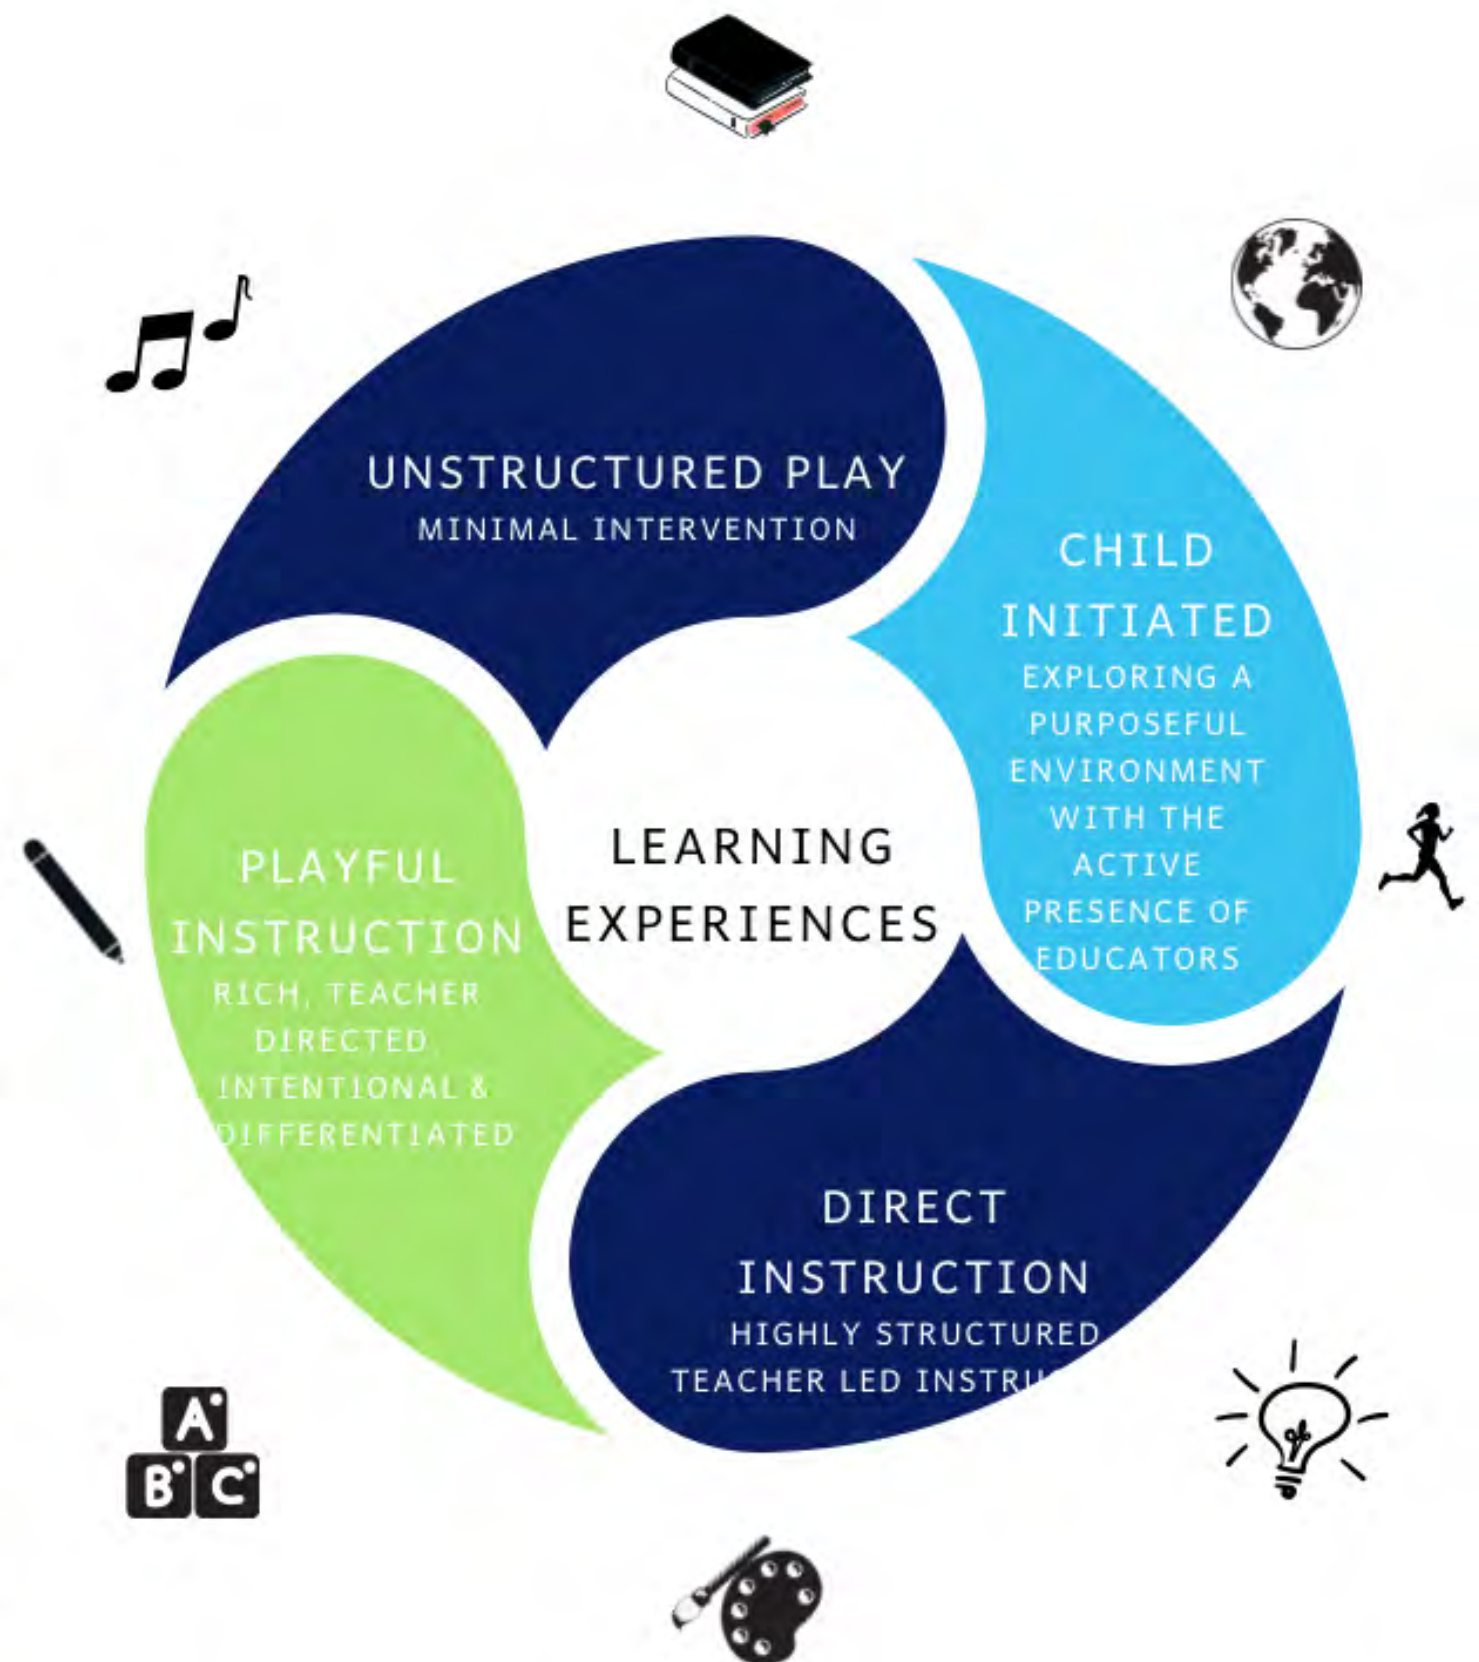 UNSTRUCTURED PLAY
MINIMAL INTERVENTION
CHILD
INITIATED
EXPLORING A
PURPOSEFUL
ENVIRONMENT
WITH THE
ACTIVE
PRESENCE OF
EDUCATORS
LEARNING
EXPERIENCES
PLAYFUL
INSTRUCTION
RICH, TEACHER
DIRECTED
INTENTIONAL &
DIFFERENTIATED
DIRECT
INSTRUCTION
HIGHLY STRUCTURED
TEACHER LED
A
B C